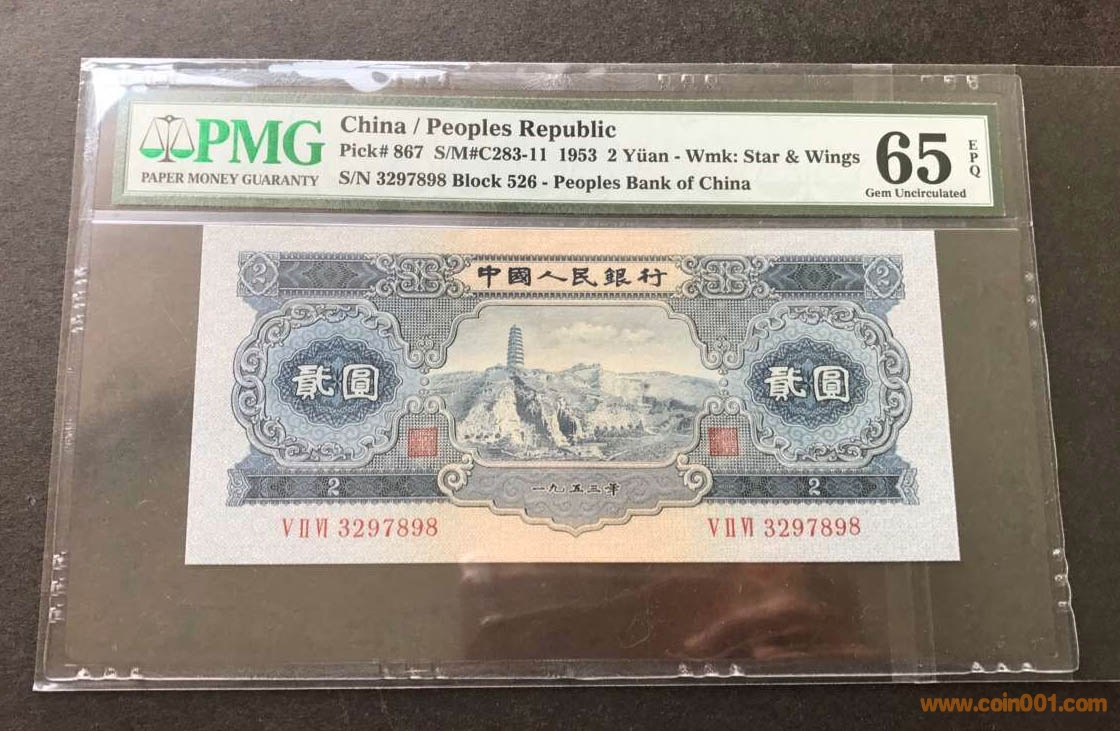 PMG
PAPER MONEY GUARANTY
China / Peoples Republic
Pick# 867 S/M#C283-11 1953 2 Yüan - Wmk: Star & Wings
S/N 3297898 Block 526 - Peoples Bank of China
65 EPQ
Gem Uncirculated
2 中國人民銀行 2
貳圓 貳圓
2 一九五三年 2
V II VI 3297898 V II VI 3297898
www.coin001.com